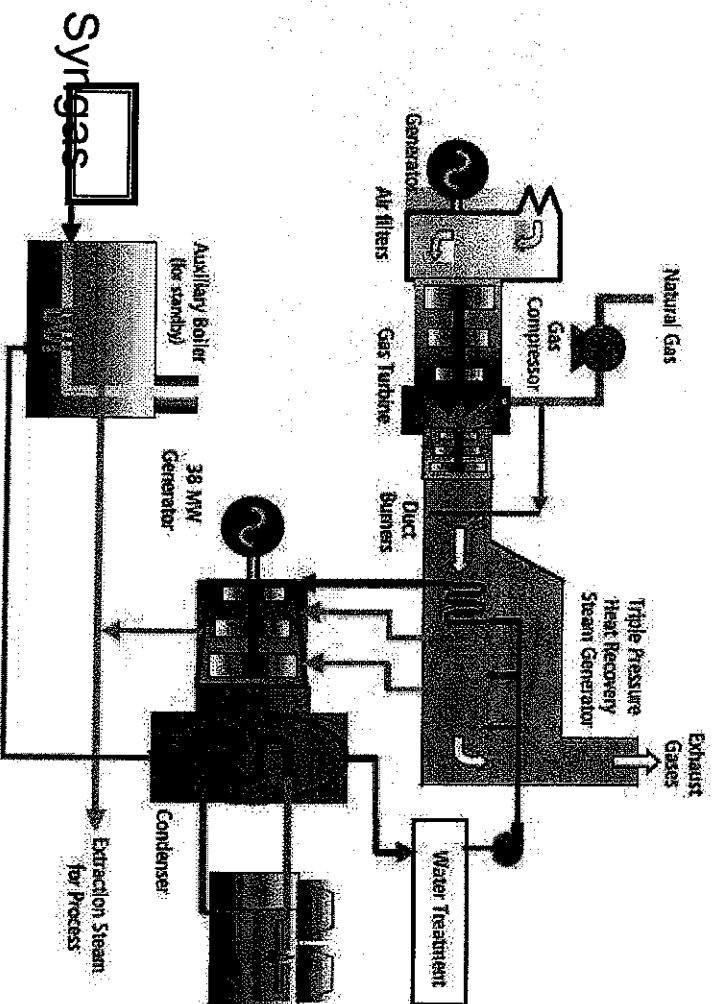 Natural Gas
Gas
Compressor
Generator
Air filters
Gas Turbine
Duct
Burners
Triple Pressure
Heat Recovery
Steam Generator
Exhaust
Gases
Water Treatment
38 MW
Generator
Condenser
Syngas
Auxiliary Boiler
(for standby)
Extraction Steam
for Process